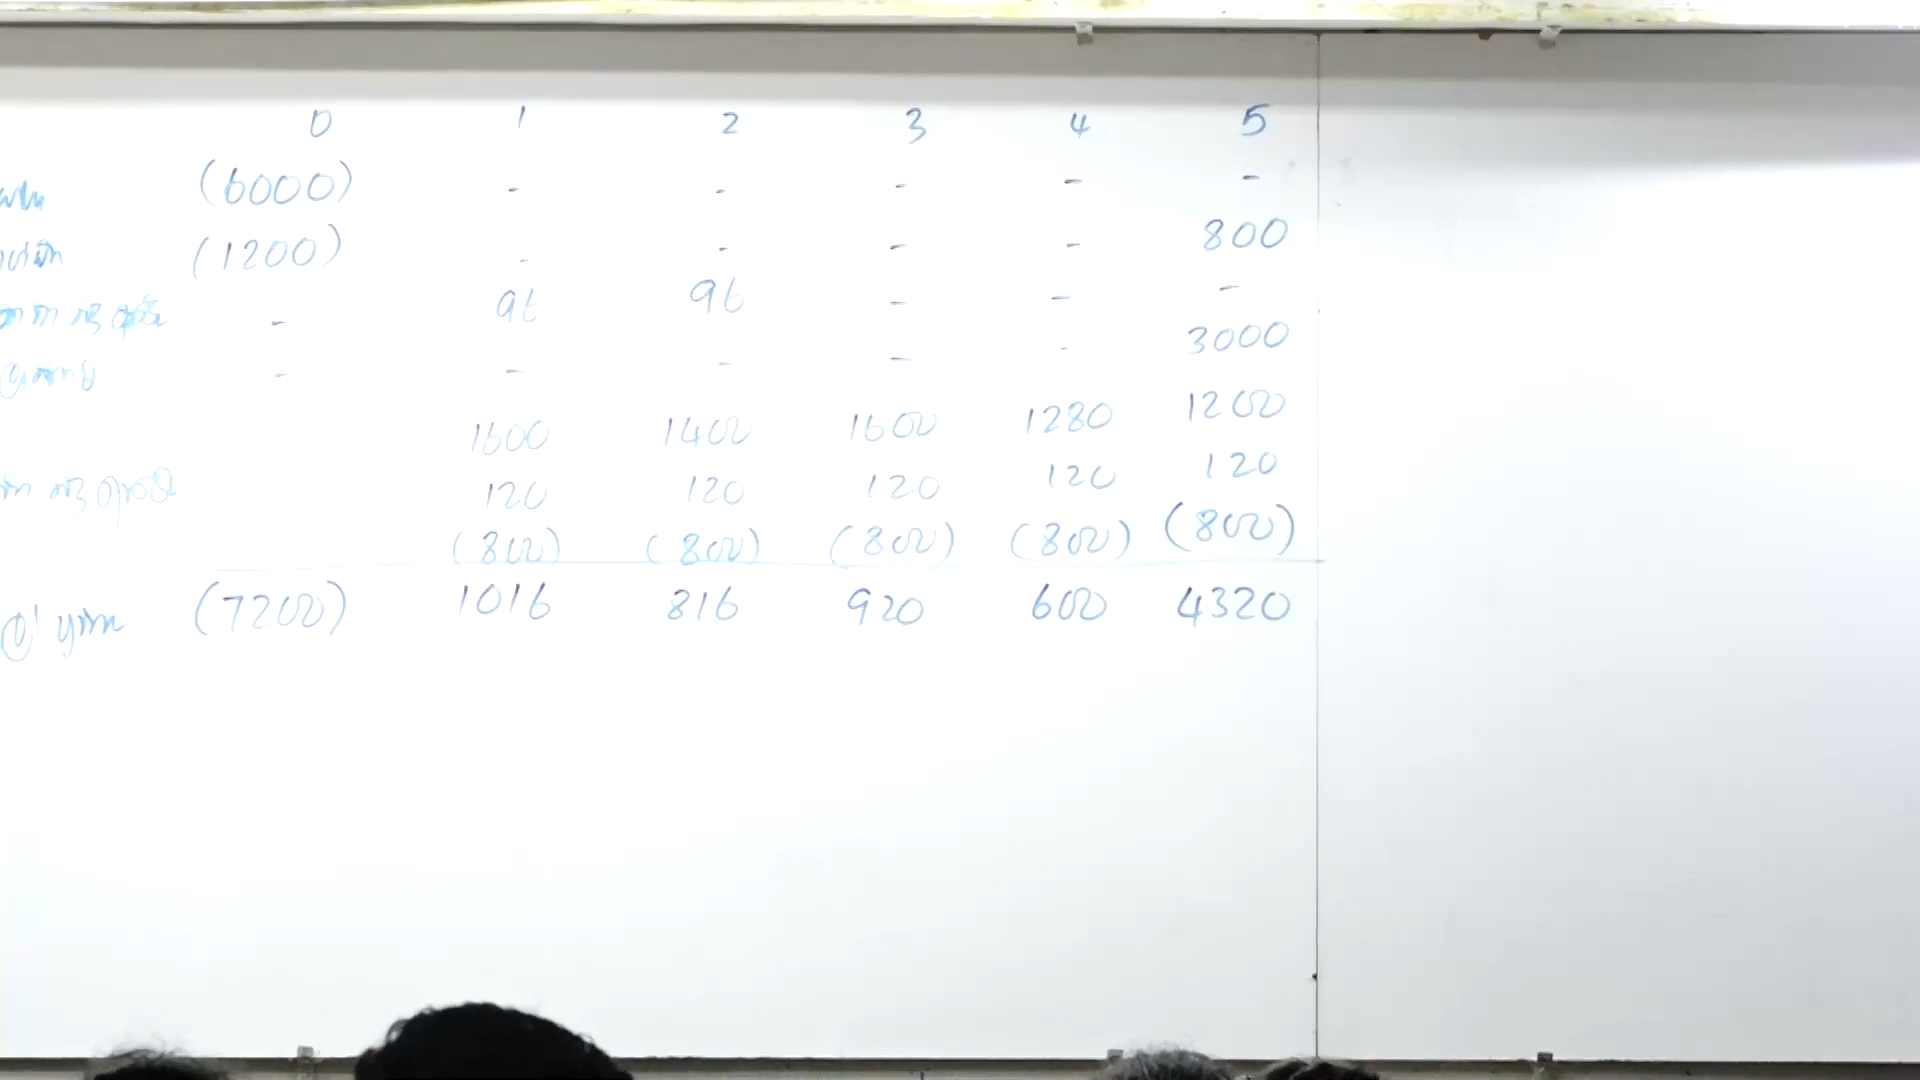 0 1 2 3 4 5
(6000) - - - - -
(1200) - - - - 800
- 96 96 - - -
- - - - - 3000
1600 1400 1600 1280 1200
120 120 120 120 120
(800) (800) (800) (800) (800)
(7200) 1016 816 920 600 4320